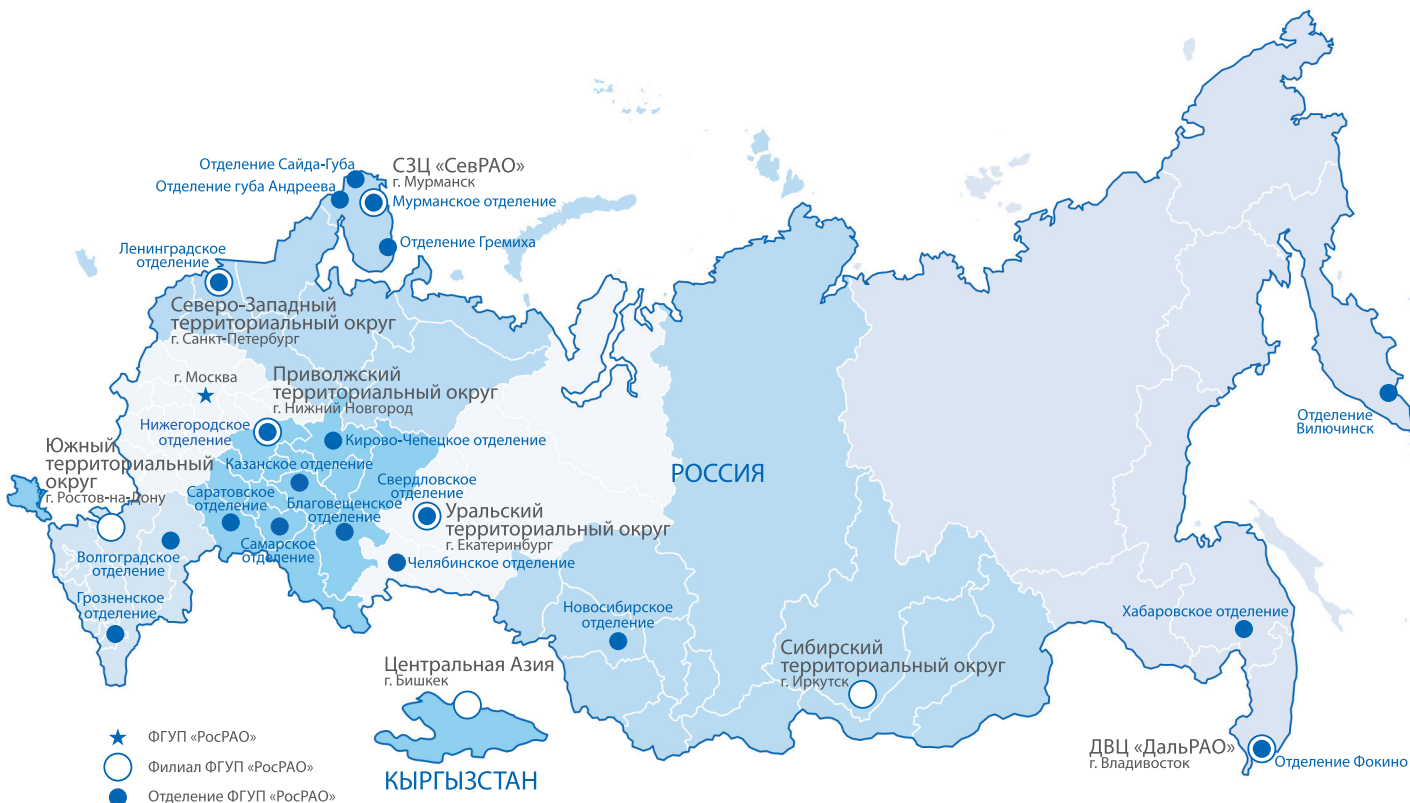 Отделение Сайда-Губа
Отделение губа Андреева
СЗЦ «СевРАО»
г. Мурманск
Мурманское отделение
Отделение Гремиха
Ленинградское
отделение
Северо-Западный
территориальный округ
г. Санкт-Петербург
г. Москва
Приволжский
территориальный округ
г. Нижний Новгород
Нижегородское
отделение
Кирово-Чепецкое отделение
Южный
территориальный
округ
г. Ростов-на-Дону
Казанское отделение
Саратовское
отделение
Благовещенское
отделение
Самарское
отделение
Свердловское
отделение
Уральский
территориальный округ
г. Екатеринбург
Челябинское отделение
Волгоградское
отделение
Грозненское
отделение
РОССИЯ
Отделение
Вилючинск
Новосибирское
отделение
Сибирский
территориальный округ
г. Иркутск
Хабаровское отделение
Центральная Азия
г. Бишкек
КЫРГЫЗСТАН
ДВЦ «ДальРАО»
г. Владивосток
Отделение Фокино
ФГУП «РосРАО»
Филиал ФГУП «РосРАО»
Отделение ФГУП «РосРАО»